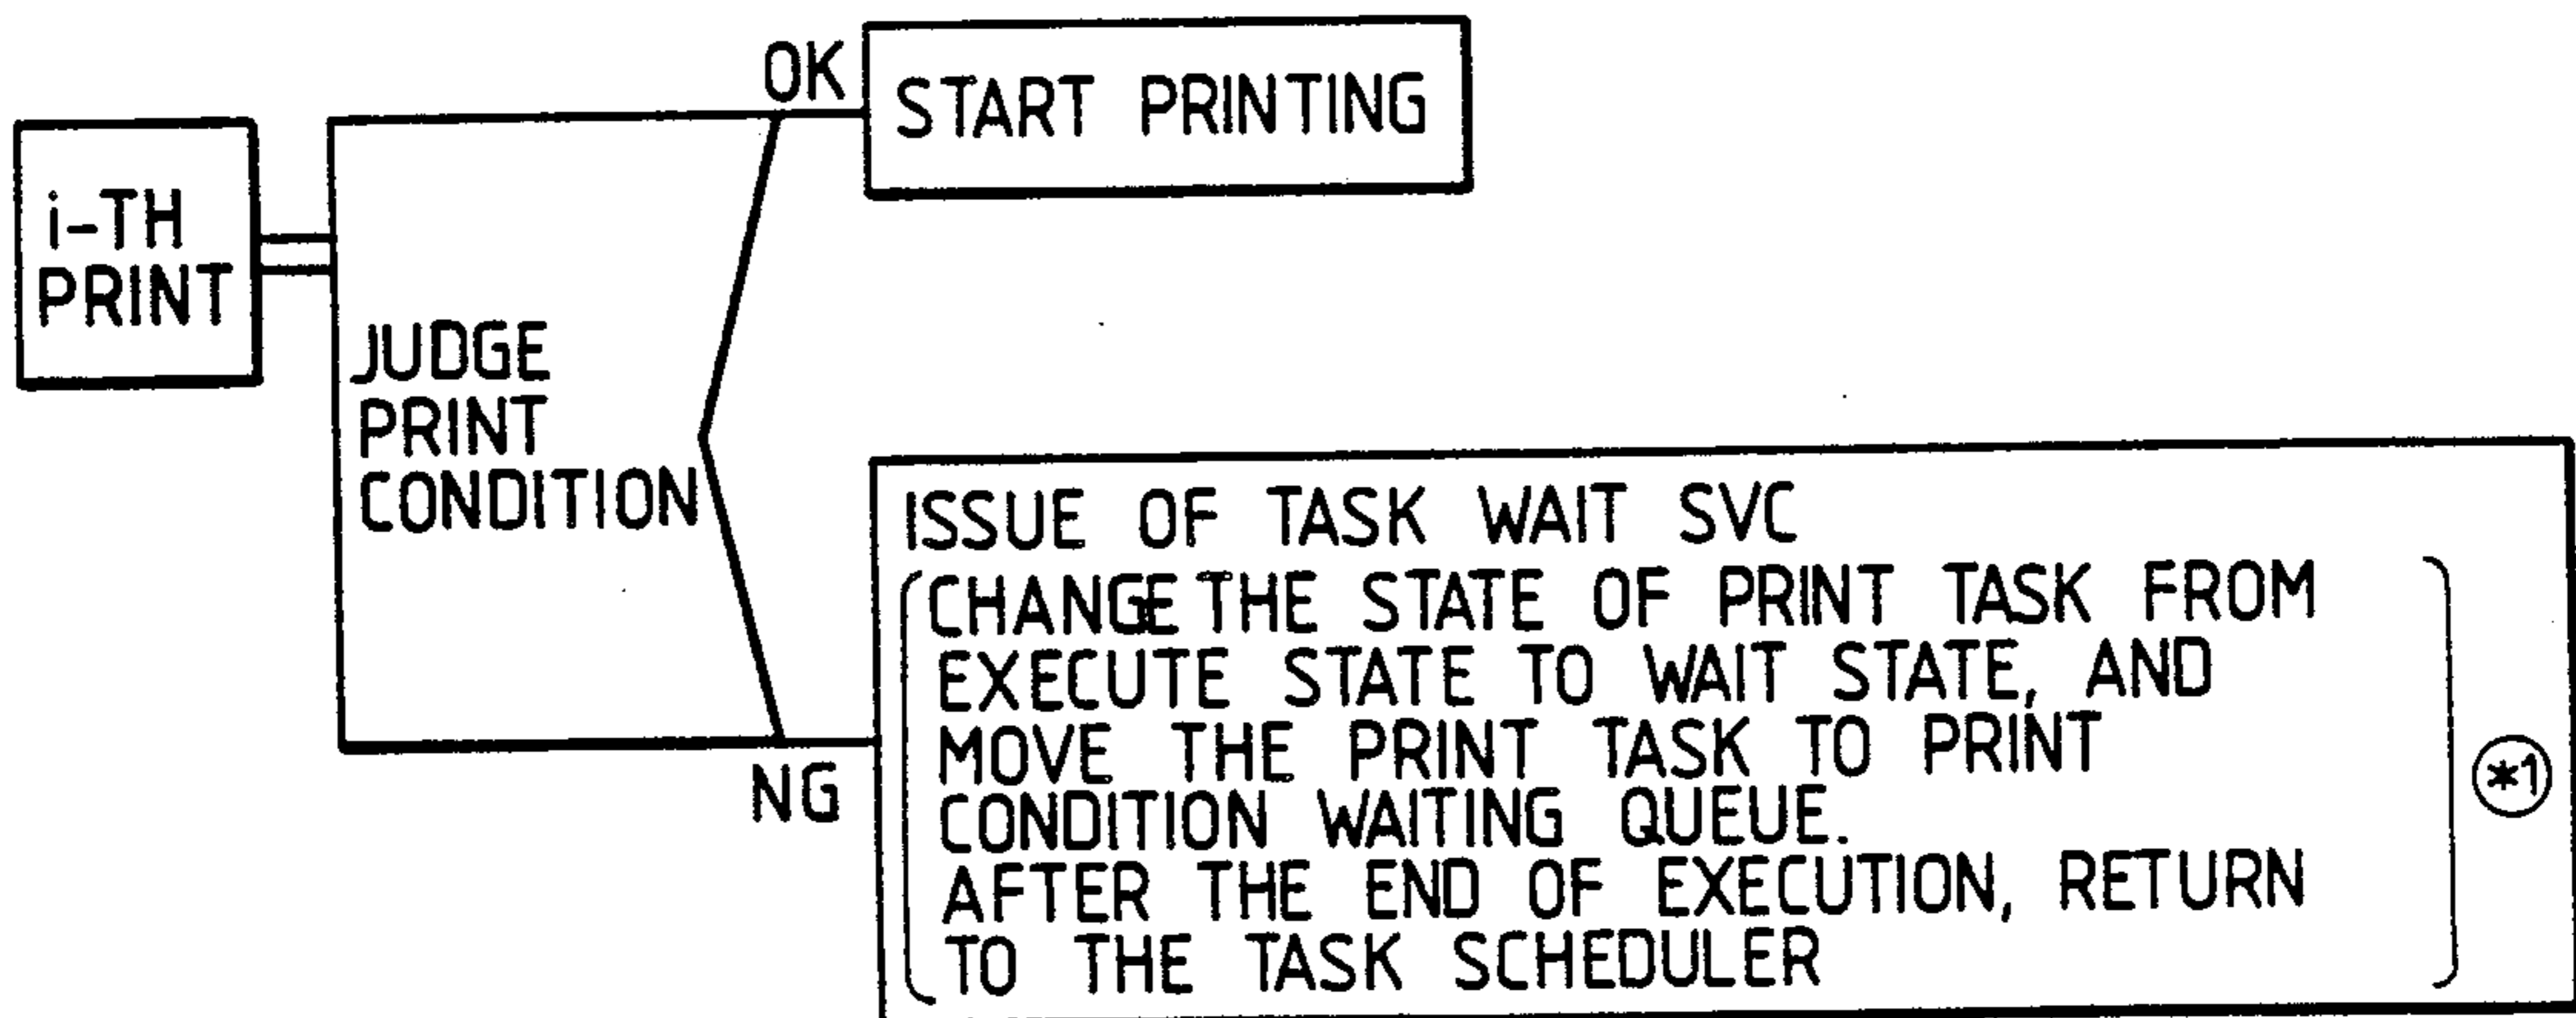 OK
START PRINTING
i-TH
PRINT
JUDGE
PRINT
CONDITION
NG
ISSUE OF TASK WAIT SVC
CHANGE THE STATE OF PRINT TASK FROM
EXECUTE STATE TO WAIT STATE, AND
MOVE THE PRINT TASK TO PRINT
CONDITION WAITING QUEUE.
AFTER THE END OF EXECUTION, RETURN
TO THE TASK SCHEDULER
*1